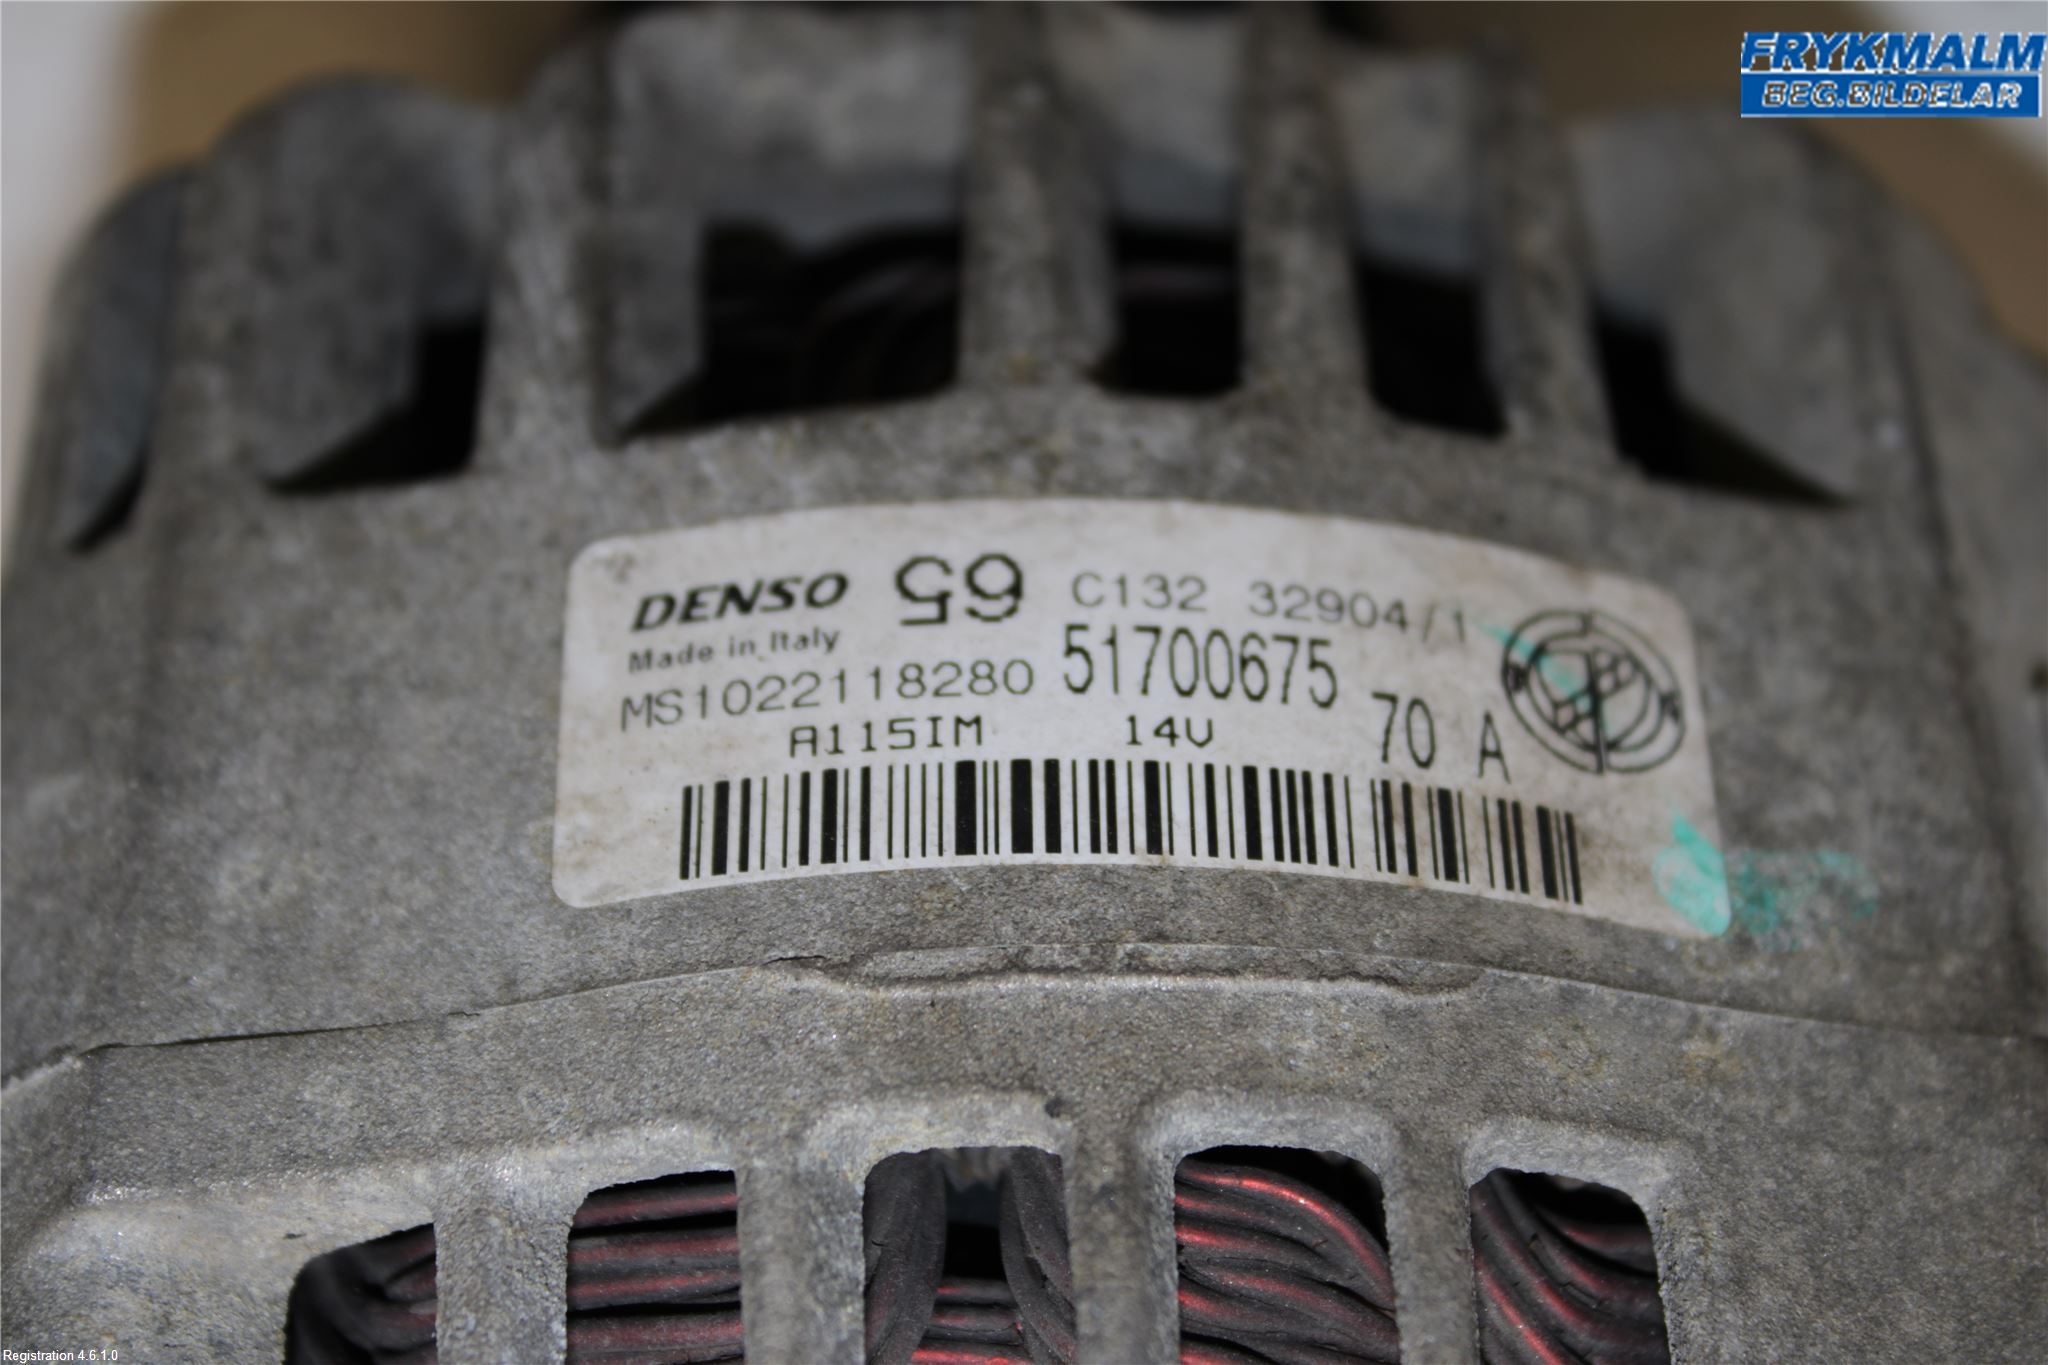 FRYKMALM
BEG.BILDELAR
DENSO 59 C132 32904/1
Made in Italy
MS1022118280 51700675
A115IM 14V 70 A
Registration 4.6.1.0